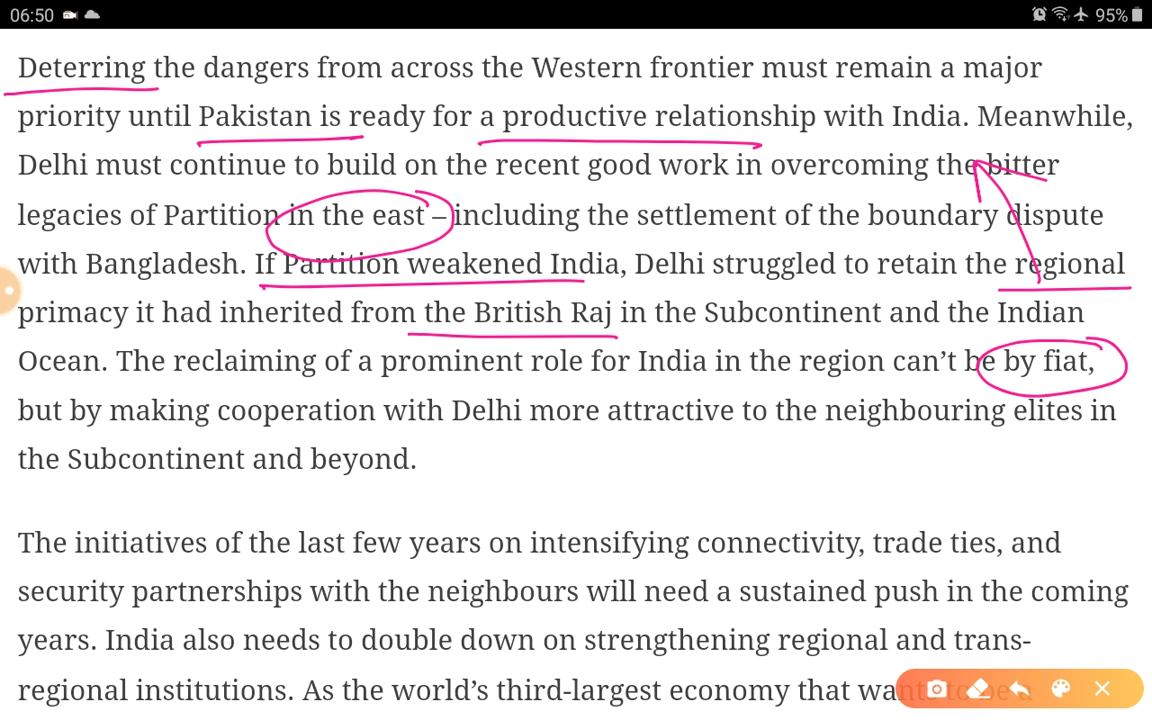 06:50
95%
Deterring the dangers from across the Western frontier must remain a major
priority until Pakistan is ready for a productive relationship with India. Meanwhile,
Delhi must continue to build on the recent good work in overcoming the bitter
legacies of Partition in the east – including the settlement of the boundary dispute
with Bangladesh. If Partition weakened India, Delhi struggled to retain the regional
primacy it had inherited from the British Raj in the Subcontinent and the Indian
Ocean. The reclaiming of a prominent role for India in the region can’t be by fiat,
but by making cooperation with Delhi more attractive to the neighbouring elites in
the Subcontinent and beyond.
The initiatives of the last few years on intensifying connectivity, trade ties, and
security partnerships with the neighbours will need a sustained push in the coming
years. India also needs to double down on strengthening regional and trans-
regional institutions. As the world’s third-largest economy that wants to be a